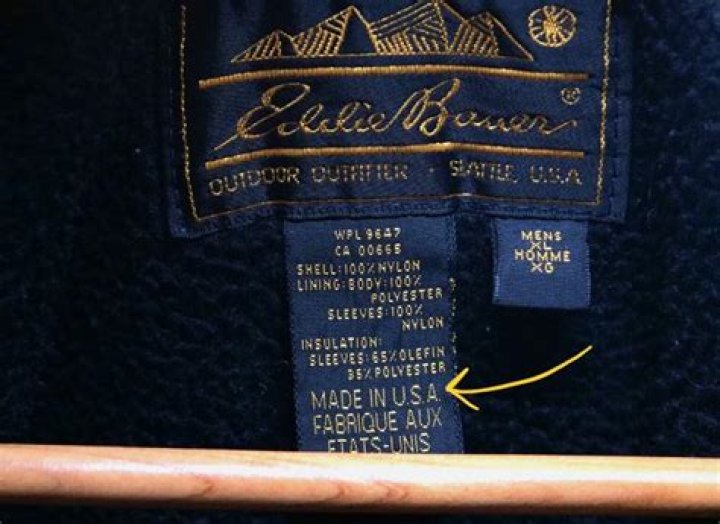 Eddie Bauer ®
OUTDOOR OUTFITTER · SEATTLE, U.S.A
WPL 9647
CA 00665
SHELL:100%NYLON
LINING:BODY:100%
POLYESTER
SLEEVES:100%
NYLON
INSULATION:
SLEEVES:65%OLEFIN
35%POLYESTER
MADE IN U.S.A.
FABRIQUE AUX
ETATS-UNIS
MENS
XL
HOMME
XG